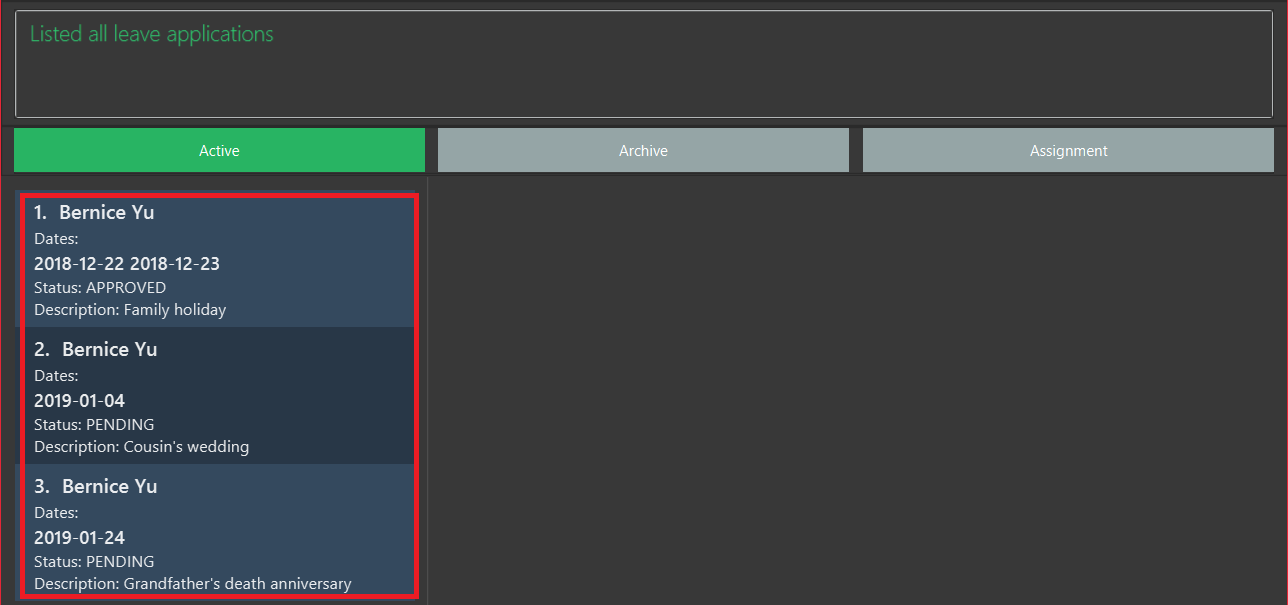 Listed all leave applications
Active
Archive
Assignment
1. Bernice Yu
Dates:
2018-12-22 2018-12-23
Status: APPROVED
Description: Family holiday
2. Bernice Yu
Dates:
2019-01-04
Status: PENDING
Description: Cousin's wedding
3. Bernice Yu
Dates:
2019-01-24
Status: PENDING
Description: Grandfather's death anniversary